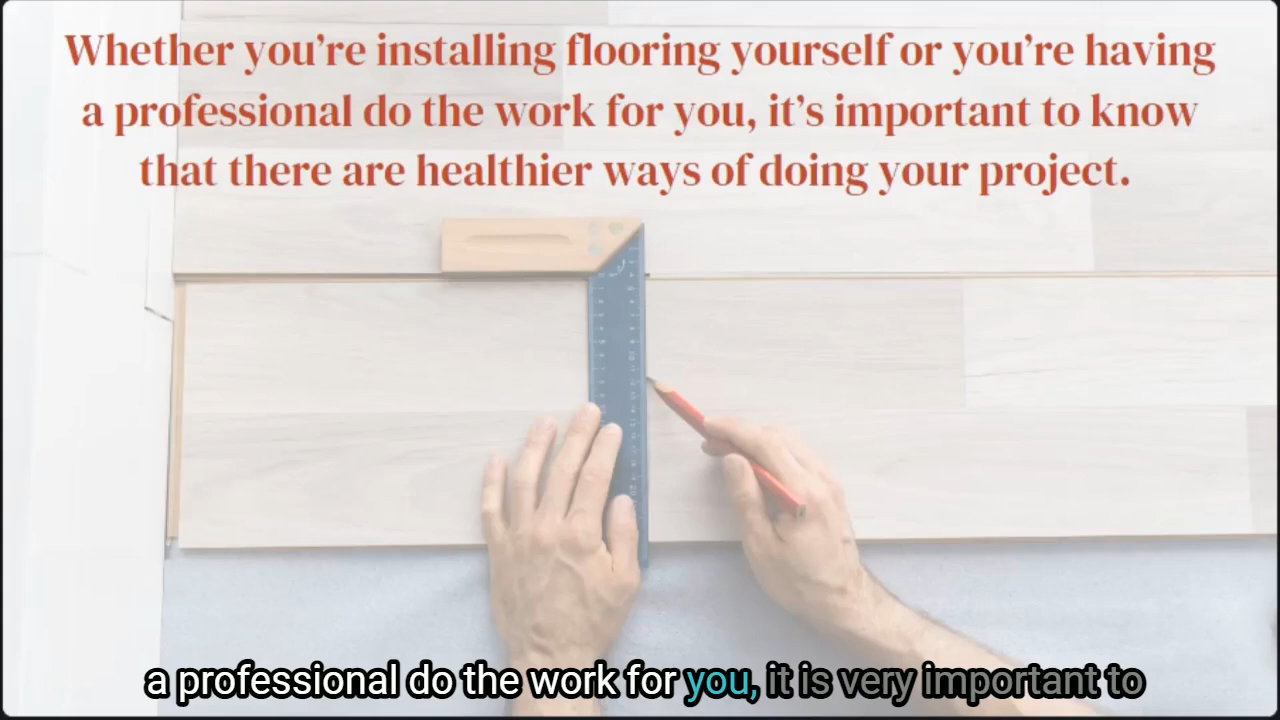 Whether you’re installing flooring yourself or you’re having
a professional do the work for you, it’s important to know
that there are healthier ways of doing your project.
a professional do the work for you, it is very important to